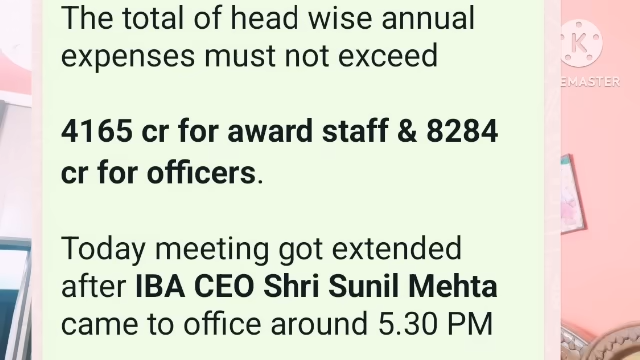 The total of head wise annual
expenses must not exceed
4165 cr for award staff & 8284
cr for officers.
Today meeting got extended
after IBA CEO Shri Sunil Mehta
came to office around 5.30 PM
K
EMASTER